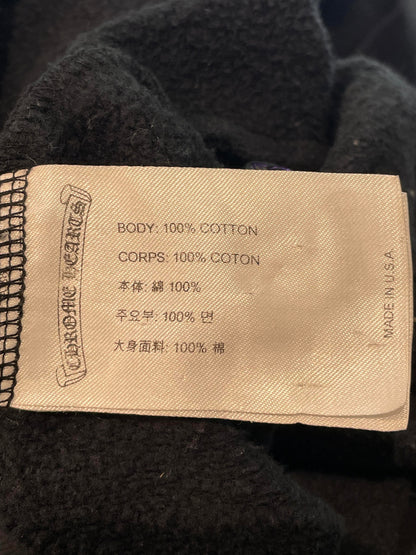 CHROME HEARTS
BODY: 100% COTTON
CORPS: 100% COTON
本体: 綿 100%
주요부: 100% 면
大身面料: 100% 棉
MADE IN U.S.A